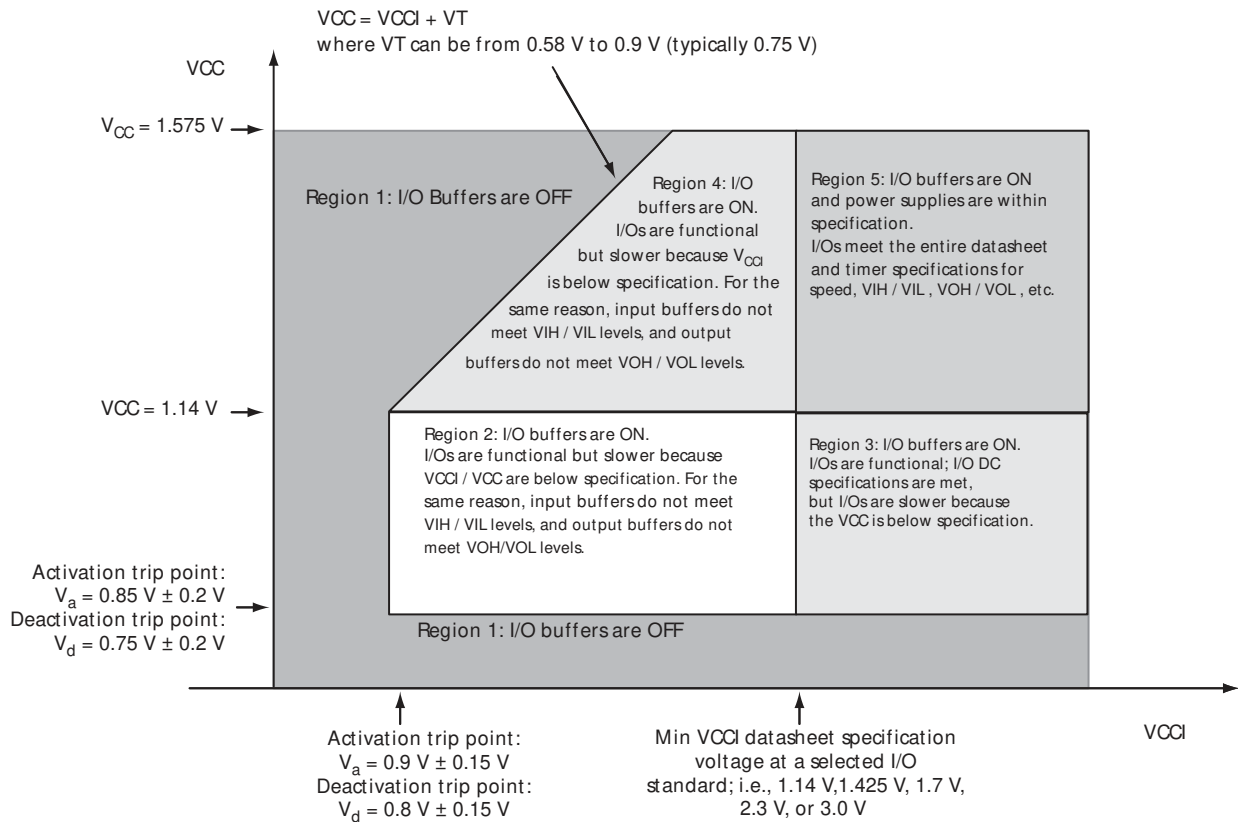 VCC = VCCI + VT
where VT can be from 0.58 V to 0.9 V (typically 0.75 V)
VCC
VCC = 1.575 V
Region 1: I/O Buffers are OFF
Region 4: I/O
buffers are ON.
I/Os are functional
but slower because VCCI
is below specification. For the
same reason, input buffers do not
meet VIH / VIL levels, and output
buffers do not meet VOH / VOL levels.
Region 5: I/O buffers are ON
and power supplies are within
specification.
I/Os meet the entire datasheet
and timer specifications for
speed, VIH / VIL , VOH / VOL , etc.
VCC = 1.14 V
Region 2: I/O buffers are ON.
I/Os are functional but slower because
VCCI / VCC are below specification. For the
same reason, input buffers do not meet
VIH / VIL levels, and output buffers do not
meet VOH/VOL levels.
Region 3: I/O buffers are ON.
I/Os are functional; I/O DC
specifications are met,
but I/Os are slower because
the VCC is below specification.
Activation trip point:
Va = 0.85 V ± 0.2 V
Deactivation trip point:
Vd = 0.75 V ± 0.2 V
Region 1: I/O buffers are OFF
Activation trip point:
Va = 0.9 V ± 0.15 V
Deactivation trip point:
Vd = 0.8 V ± 0.15 V
Min VCCI datasheet specification
voltage at a selected I/O
standard; i.e., 1.14 V,1.425 V, 1.7 V,
2.3 V, or 3.0 V
VCCI